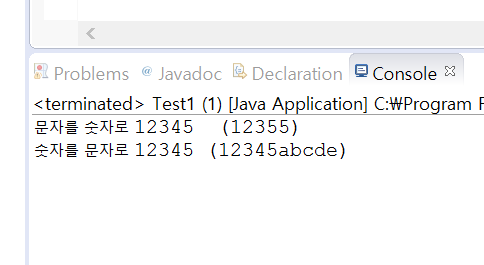 Problems @ Javadoc Declaration Console
<terminated> Test1 (1) [Java Application] C:₩Program F
문자를 숫자로 12345 (12355)
숫자를 문자로 12345 (12345abcde)